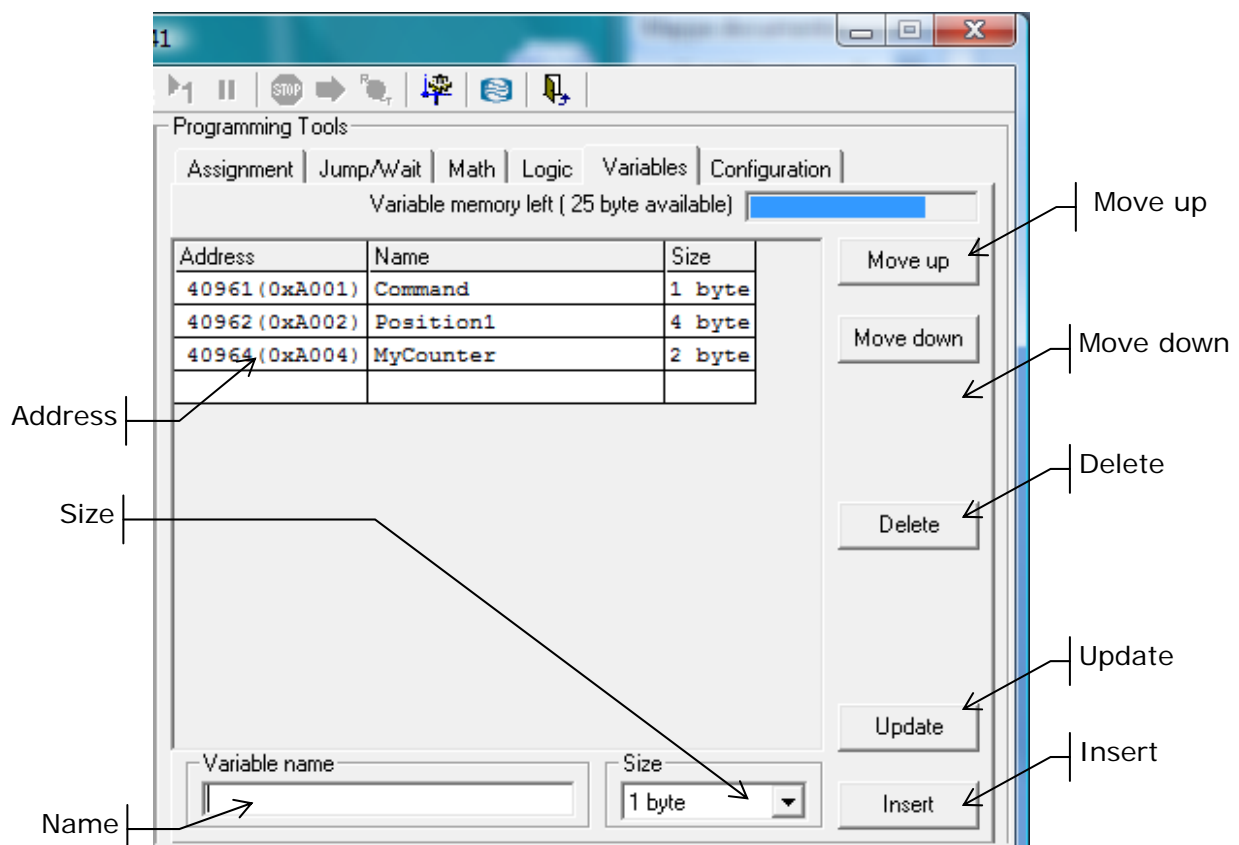 41
STOP
Programming Tools
Assignment Jump/Wait Math Logic Variables Configuration
Variable memory left ( 25 byte available)
Address Name Size
40961(0xA001) Command 1 byte
40962(0xA002) Position1 4 byte
40964(0xA004) MyCounter 2 byte
Move up
Move down
Delete
Update
Insert
Variable name
Size
1 byte
Move up
Move down
Delete
Update
Insert
Address
Size
Name